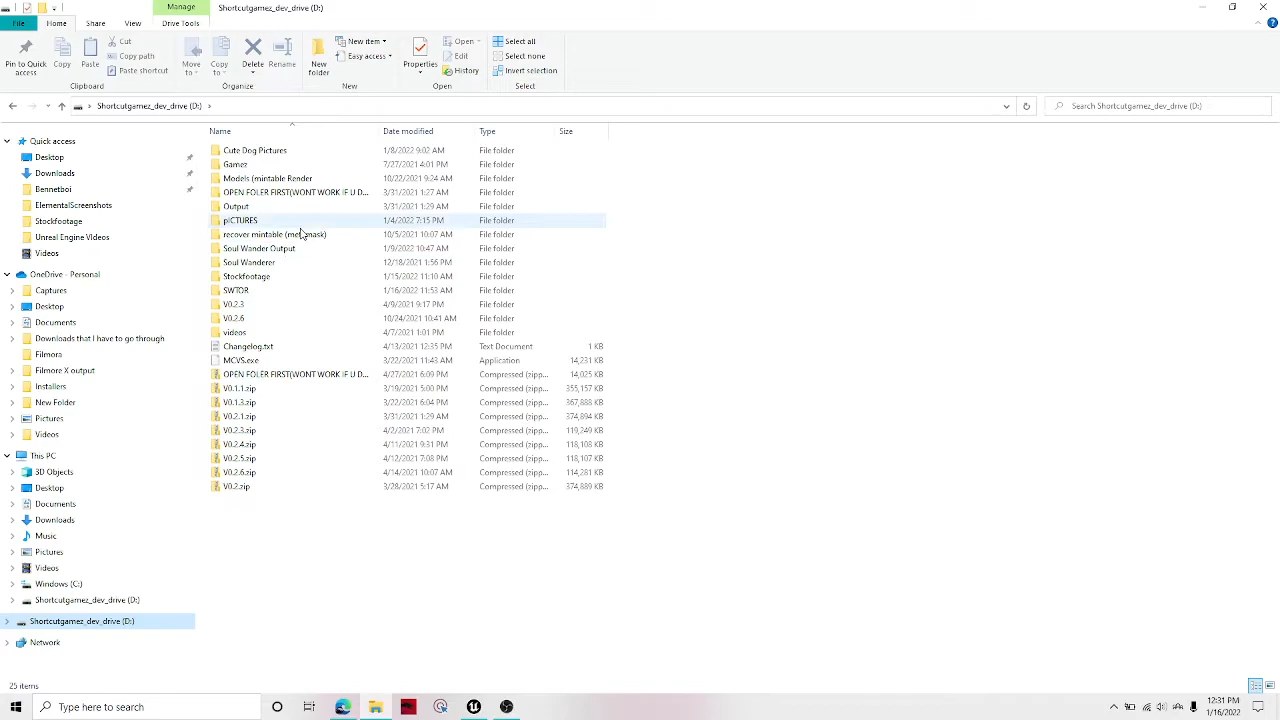 Manage
Shortcutgamez_dev_drive (D:)
File
Home
Share
View
Drive Tools
Pin to Quick access
Copy
Paste
Cut
Copy path
Paste shortcut
Clipboard
Move to
Copy to
Delete
Rename
Organize
New folder
New item
Easy access
New
Properties
Open
Edit
History
Open
Select all
Select none
Invert selection
Select
Shortcutgamez_dev_drive (D:)
Search Shortcutgamez_dev_drive (D:)
Name Date modified Type Size
Cute Dog Pictures 1/8/2022 9:02 AM File folder
Gamez 7/27/2021 4:01 PM File folder
Models (mintable Render 10/22/2021 9:24 AM File folder
OPEN FOLER FIRST(WONT WORK IF U D... 3/31/2021 1:27 AM File folder
Output 3/31/2021 1:29 AM File folder
pICTURES 1/4/2022 7:15 PM File folder
recover mintable (metamask) 10/5/2021 10:07 AM File folder
Soul Wander Output 1/9/2022 10:47 AM File folder
Soul Wanderer 12/18/2021 1:56 PM File folder
Stockfootage 1/15/2022 11:10 AM File folder
SWTOR 1/16/2022 11:53 AM File folder
V0.2.3 4/9/2021 9:17 PM File folder
V0.2.6 10/24/2021 10:41 AM File folder
videos 4/7/2021 1:01 PM File folder
Changelog.txt 4/13/2021 12:35 PM Text Document 1 KB
MCVS.exe 3/22/2021 11:43 AM Application 14,231 KB
OPEN FOLER FIRST(WONT WORK IF U D... 4/27/2021 6:09 PM Compressed (zipp... 14,025 KB
V0.1.1.zip 3/19/2021 5:00 PM Compressed (zipp... 355,157 KB
V0.1.3.zip 3/22/2021 6:04 PM Compressed (zipp... 367,888 KB
V0.2.1.zip 3/31/2021 1:29 AM Compressed (zipp... 374,894 KB
V0.2.3.zip 4/2/2021 7:02 PM Compressed (zipp... 119,249 KB
V0.2.4.zip 4/11/2021 9:31 PM Compressed (zipp... 118,108 KB
V0.2.5.zip 4/12/2021 7:08 PM Compressed (zipp... 118,107 KB
V0.2.6.zip 4/14/2021 10:07 AM Compressed (zipp... 114,281 KB
V0.2.zip 3/28/2021 5:17 AM Compressed (zipp... 374,889 KB
Quick access
Desktop
Downloads
Bennetboi
ElementalScreenshots
Stockfootage
Unreal Engine Videos
Videos
OneDrive - Personal
Captures
Desktop
Documents
Downloads that I have to go through
Filmora
Filmore X output
Installers
New Folder
Pictures
Videos
This PC
3D Objects
Desktop
Documents
Downloads
Music
Pictures
Videos
Windows (C:)
Shortcutgamez_dev_drive (D:)
Shortcutgamez_dev_drive (D:)
Network
25 items
Type here to search
12:31 PM
1/16/2022